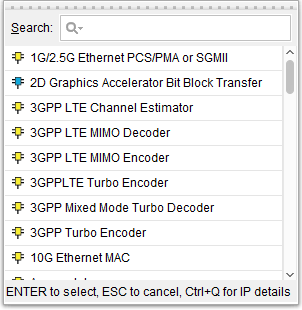 Search:
1G/2.5G Ethernet PCS/PMA or SGMII
2D Graphics Accelerator Bit Block Transfer
3GPP LTE Channel Estimator
3GPP LTE MIMO Decoder
3GPP LTE MIMO Encoder
3GPPLTE Turbo Encoder
3GPP Mixed Mode Turbo Decoder
3GPP Turbo Encoder
10G Ethernet MAC
ENTER to select, ESC to cancel, Ctrl+Q for IP details